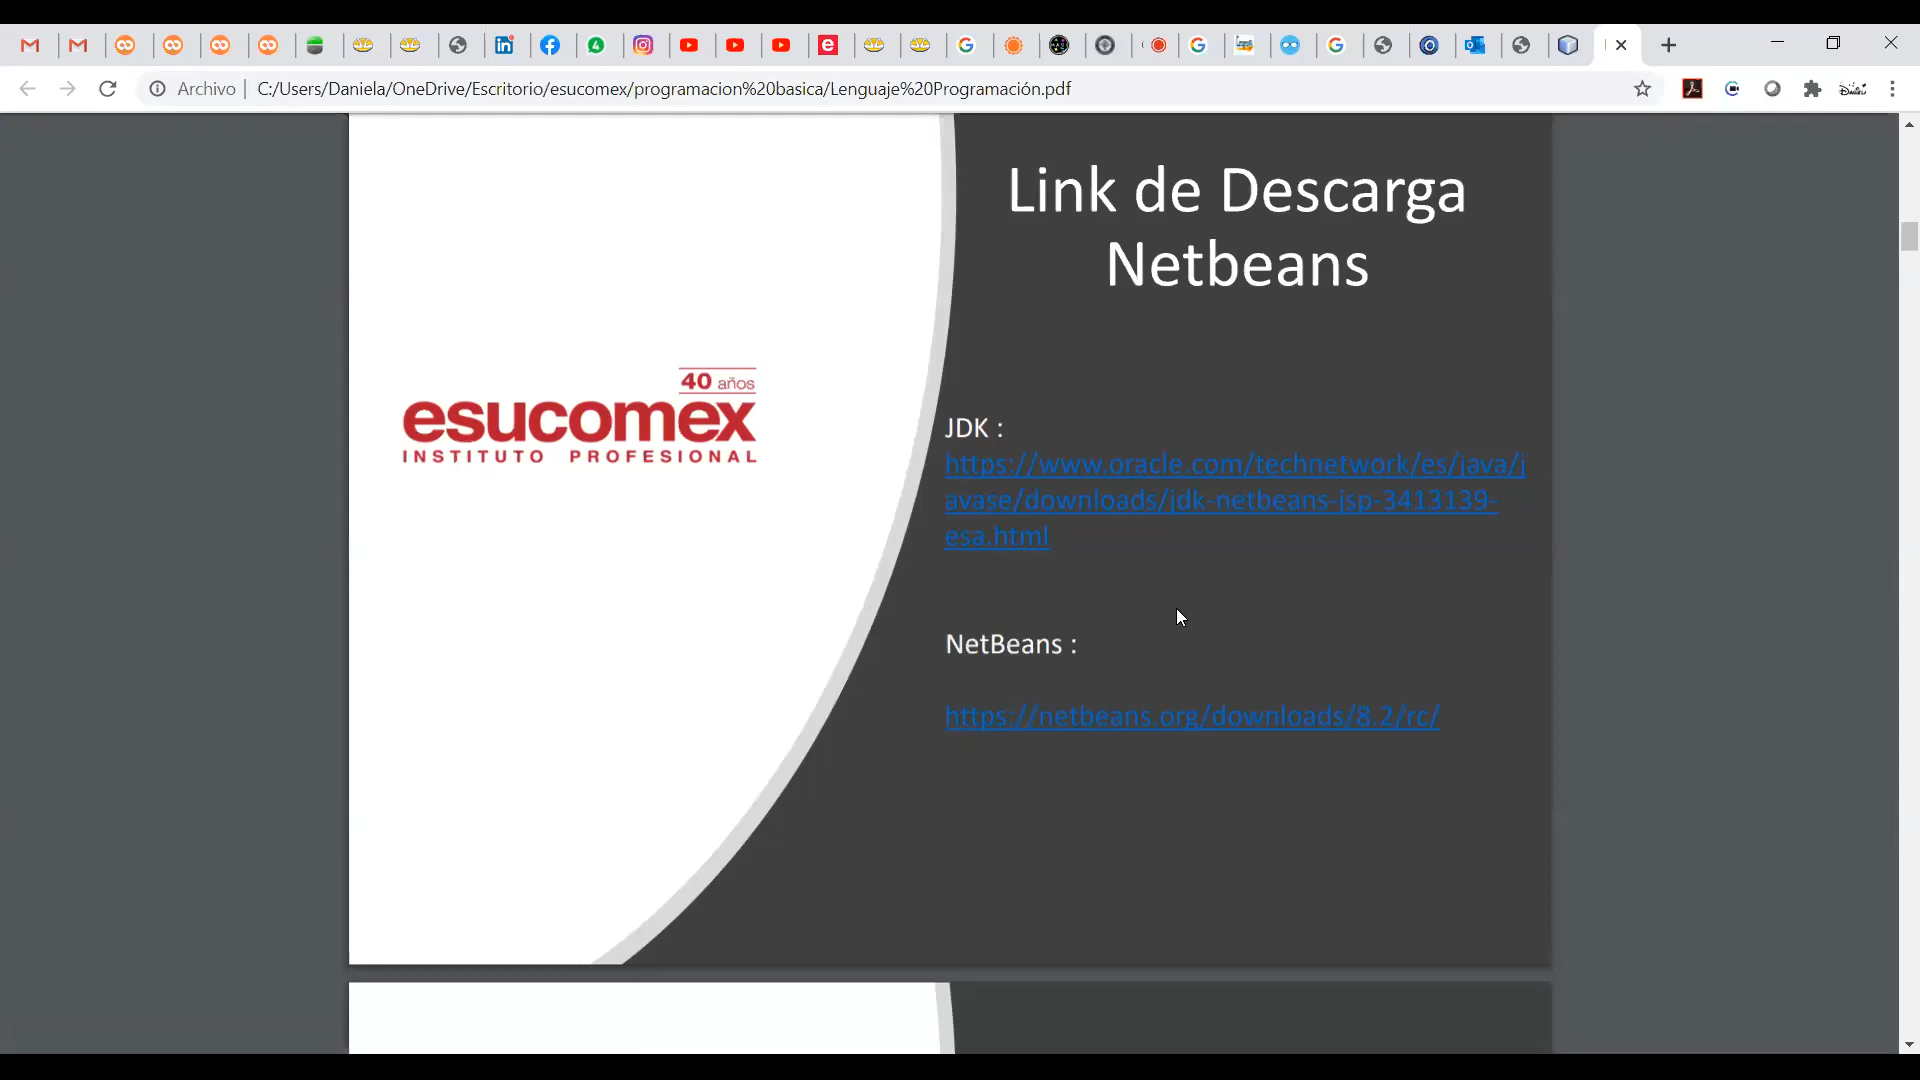 Archivo
C:/Users/Daniela/OneDrive/Escritorio/esucomex/programacion%20basica/Lenguaje%20Programación.pdf
Link de Descarga
Netbeans
40 años
esucomex
INSTITUTO PROFESIONAL
JDK :
https://www.oracle.com/technetwork/es/java/j
avase/downloads/jdk-netbeans-jsp-3413139-
esa.html
NetBeans :
https://netbeans.org/downloads/8.2/rc/